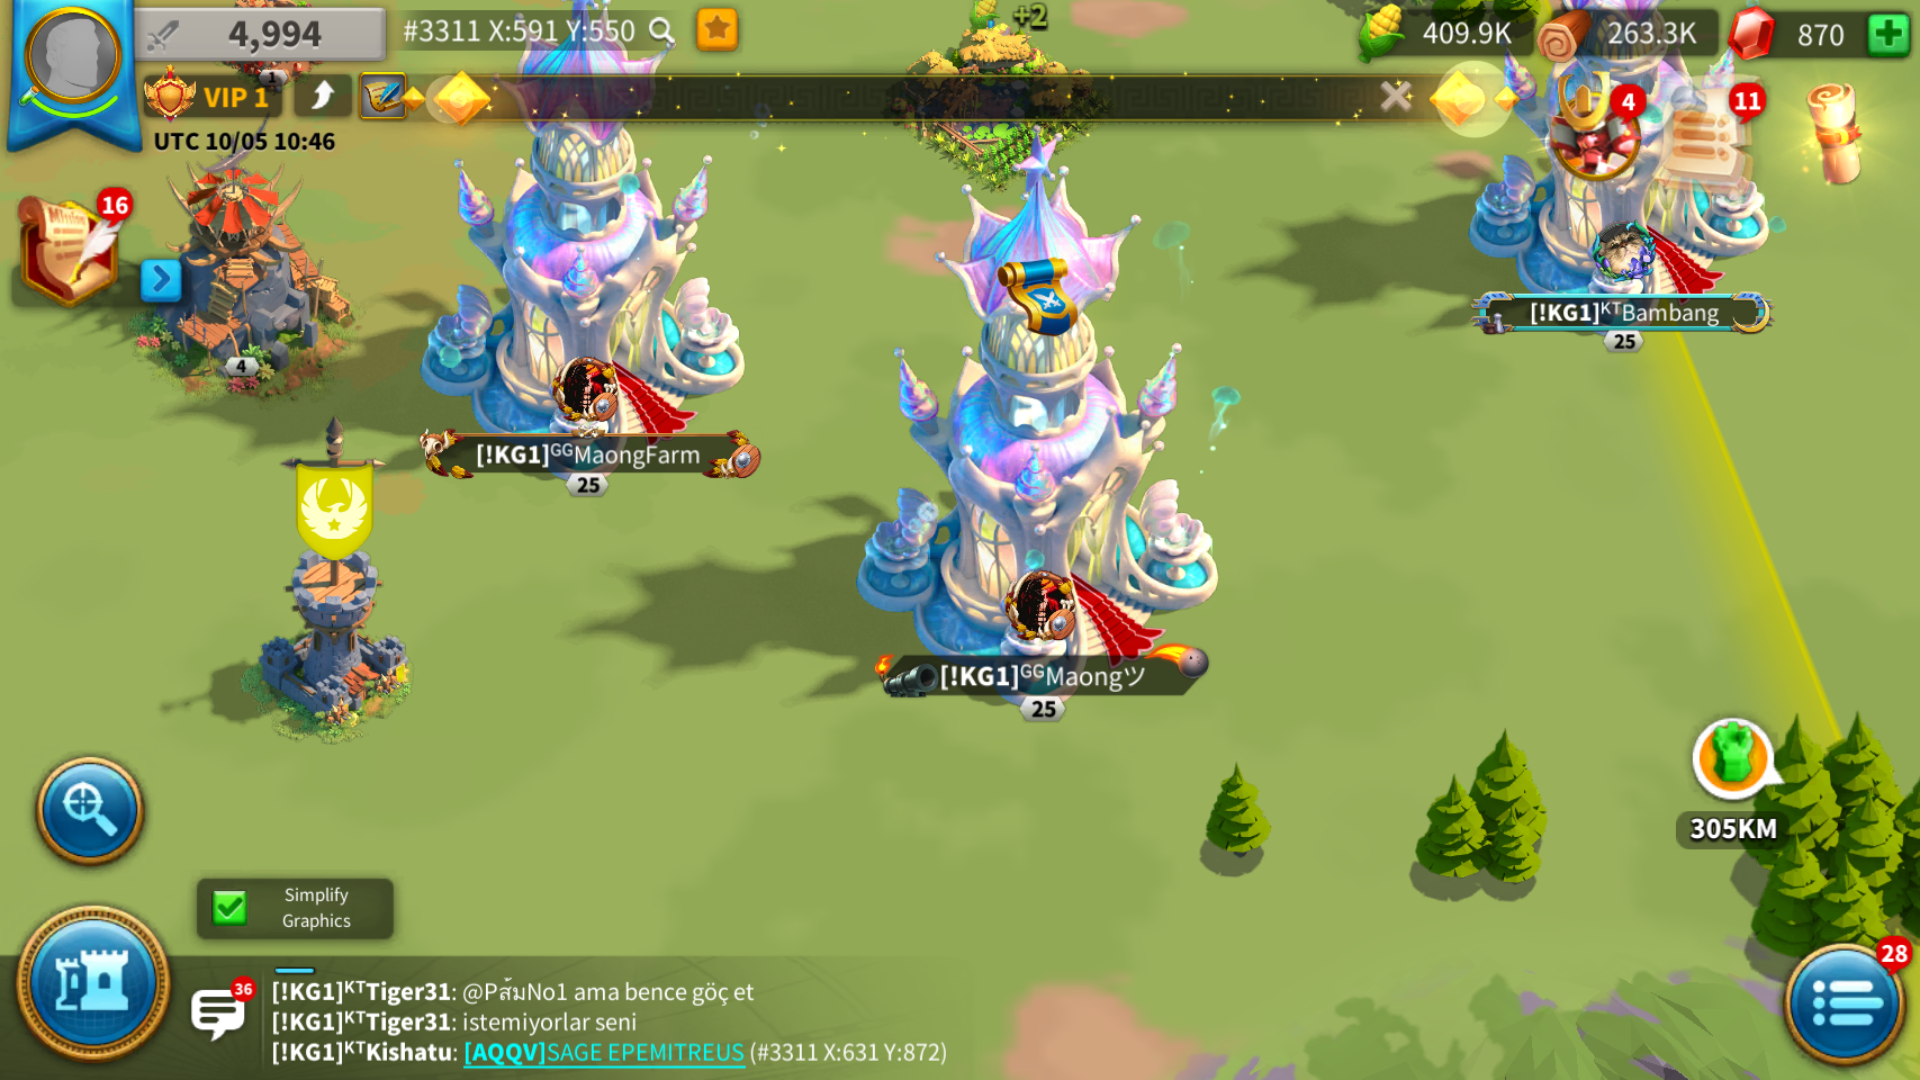 4,994
#3311 X:591 Y:550
+2
409.9K
263.3K
870
1
VIP 1
4
11
UTC 10/05 10:46
Mission
16
4
[!KG1]ᴷᵀBambang
25
[!KG1]ᴳᴳMaongFarm
25
[!KG1]ᴳᴳMaongツ
25
305KM
Simplify
Graphics
28
36
[!KG1]ᴷᵀTiger31: @Pส้มNo1 ama bence göç et
[!KG1]ᴷᵀTiger31: istemiyorlar seni
[!KG1]ᴷᵀKishatu: [AQQV]SAGE EPEMITREUS (#3311 X:631 Y:872)